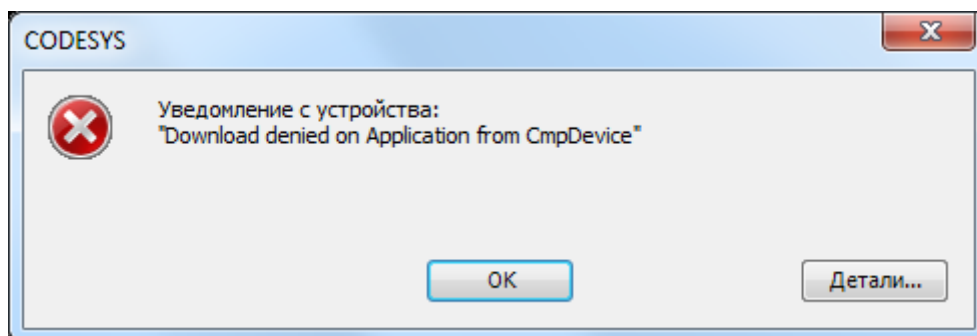 CODESYS
Уведомление с устройства:
"Download denied on Application from CmpDevice"
OK
Детали...